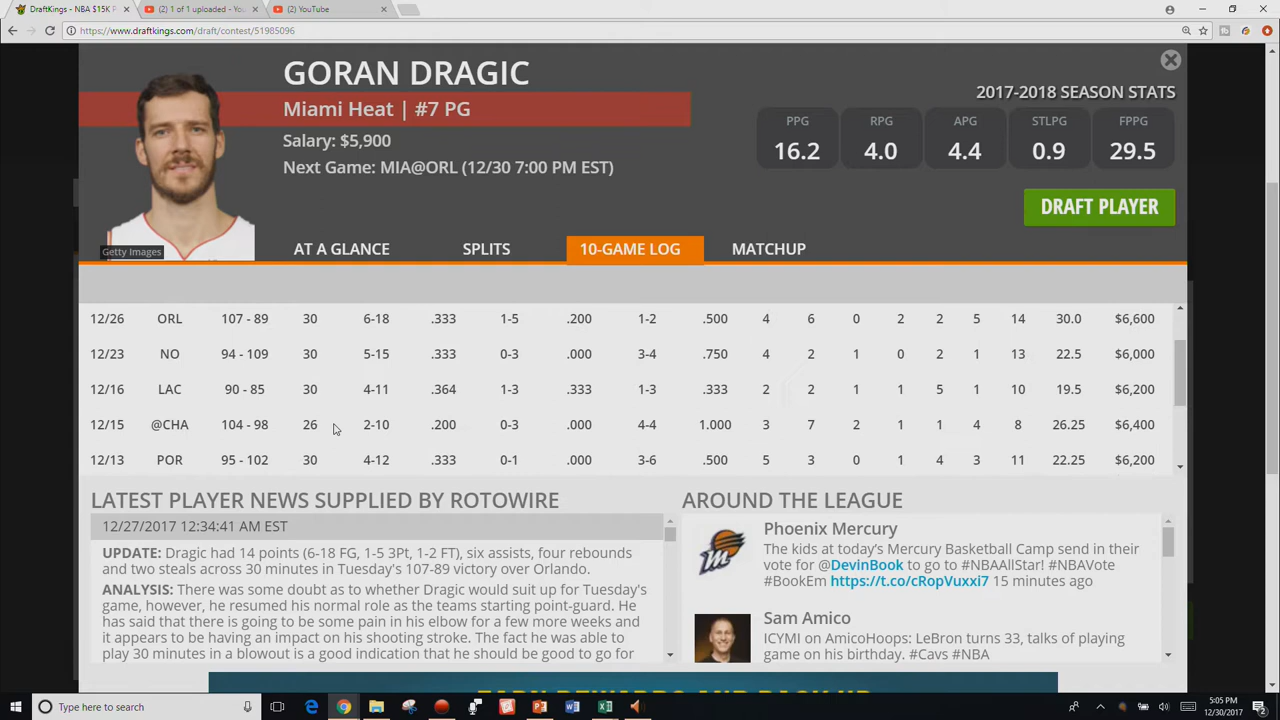 DraftKings - NBA $15K P
(2) 1 of 1 uploaded - You
(2) YouTube
https://www.draftkings.com/draft/contest/51985096
GORAN DRAGIC
Miami Heat | #7 PG
Salary: $5,900
Next Game: MIA@ORL (12/30 7:00 PM EST)
Getty Images
2017-2018 SEASON STATS
PPG RPG APG STLPG FPPG
16.2 4.0 4.4 0.9 29.5
DRAFT PLAYER
AT A GLANCE SPLITS 10-GAME LOG MATCHUP
12/26 ORL 107 - 89 30 6-18 .333 1-5 .200 1-2 .500 4 6 0 2 2 5 14 30.0 $6,600
12/23 NO 94 - 109 30 5-15 .333 0-3 .000 3-4 .750 4 2 1 0 2 1 13 22.5 $6,000
12/16 LAC 90 - 85 30 4-11 .364 1-3 .333 1-3 .333 2 2 1 1 5 1 10 19.5 $6,200
12/15 @CHA 104 - 98 26 2-10 .200 0-3 .000 4-4 1.000 3 7 2 1 1 4 8 26.25 $6,400
12/13 POR 95 - 102 30 4-12 .333 0-1 .000 3-6 .500 5 3 0 1 4 3 11 22.25 $6,200
LATEST PLAYER NEWS SUPPLIED BY ROTOWIRE
12/27/2017 12:34:41 AM EST
UPDATE: Dragic had 14 points (6-18 FG, 1-5 3Pt, 1-2 FT), six assists, four rebounds
and two steals across 30 minutes in Tuesday's 107-89 victory over Orlando.
ANALYSIS: There was some doubt as to whether Dragic would suit up for Tuesday's
game, however, he resumed his normal role as the teams starting point-guard. He
has said that there is going to be some pain in his elbow for a few more weeks and
it appears to be having an impact on his shooting stroke. The fact he was able to
play 30 minutes in a blowout is a good indication that he should be good to go for
AROUND THE LEAGUE
Phoenix Mercury
The kids at today's Mercury Basketball Camp send in their
vote for @DevinBook to go to #NBAAllStar! #NBAVote
#BookEm https://t.co/cRopVuxxi7 15 minutes ago
Sam Amico
ICYMI on AmicoHoops: LeBron turns 33, talks of playing
game on his birthday. #Cavs #NBA
EARN REWARDS AND RACK UP
Type here to search
5:05 PM
12/30/2017